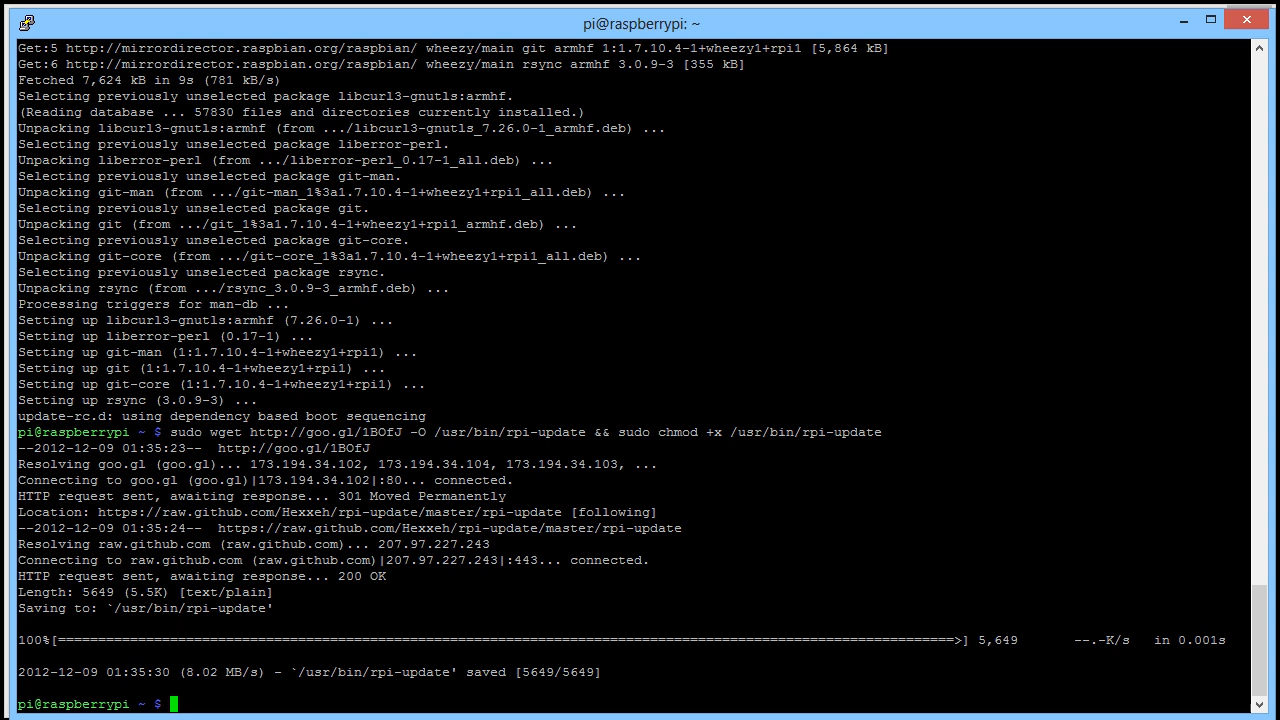 pi@raspberrypi: ~
Get:5 http://mirrordirector.raspbian.org/raspbian/ wheezy/main git armhf 1:1.7.10.4-1+wheezy1+rpi1 [5,864 kB]
Get:6 http://mirrordirector.raspbian.org/raspbian/ wheezy/main rsync armhf 3.0.9-3 [355 kB]
Fetched 7,624 kB in 9s (781 kB/s)
Selecting previously unselected package libcurl3-gnutls:armhf.
(Reading database ... 57830 files and directories currently installed.)
Unpacking libcurl3-gnutls:armhf (from .../libcurl3-gnutls_7.26.0-1_armhf.deb) ...
Selecting previously unselected package liberror-perl.
Unpacking liberror-perl (from .../liberror-perl_0.17-1_all.deb) ...
Selecting previously unselected package git-man.
Unpacking git-man (from .../git-man_1%3a1.7.10.4-1+wheezy1+rpi1_all.deb) ...
Selecting previously unselected package git.
Unpacking git (from .../git_1%3a1.7.10.4-1+wheezy1+rpi1_armhf.deb) ...
Selecting previously unselected package git-core.
Unpacking git-core (from .../git-core_1%3a1.7.10.4-1+wheezy1+rpi1_all.deb) ...
Selecting previously unselected package rsync.
Unpacking rsync (from .../rsync_3.0.9-3_armhf.deb) ...
Processing triggers for man-db ...
Setting up libcurl3-gnutls:armhf (7.26.0-1) ...
Setting up liberror-perl (0.17-1) ...
Setting up git-man (1:1.7.10.4-1+wheezy1+rpi1) ...
Setting up git (1:1.7.10.4-1+wheezy1+rpi1) ...
Setting up git-core (1:1.7.10.4-1+wheezy1+rpi1) ...
Setting up rsync (3.0.9-3) ...
update-rc.d: using dependency based boot sequencing
pi@raspberrypi ~ $ sudo wget http://goo.gl/1BOfJ -O /usr/bin/rpi-update && sudo chmod +x /usr/bin/rpi-update
--2012-12-09 01:35:23--  http://goo.gl/1BOfJ
Resolving goo.gl (goo.gl)... 173.194.34.102, 173.194.34.104, 173.194.34.103, ...
Connecting to goo.gl (goo.gl)|173.194.34.102|:80... connected.
HTTP request sent, awaiting response... 301 Moved Permanently
Location: https://raw.github.com/Hexxeh/rpi-update/master/rpi-update [following]
--2012-12-09 01:35:24--  https://raw.github.com/Hexxeh/rpi-update/master/rpi-update
Resolving raw.github.com (raw.github.com)... 207.97.227.243
Connecting to raw.github.com (raw.github.com)|207.97.227.243|:443... connected.
HTTP request sent, awaiting response... 200 OK
Length: 5649 (5.5K) [text/plain]
Saving to: `/usr/bin/rpi-update'
100%[================================================================================================================>] 5,649       --.-K/s   in 0.001s
2012-12-09 01:35:30 (8.02 MB/s) - `/usr/bin/rpi-update' saved [5649/5649]
pi@raspberrypi ~ $